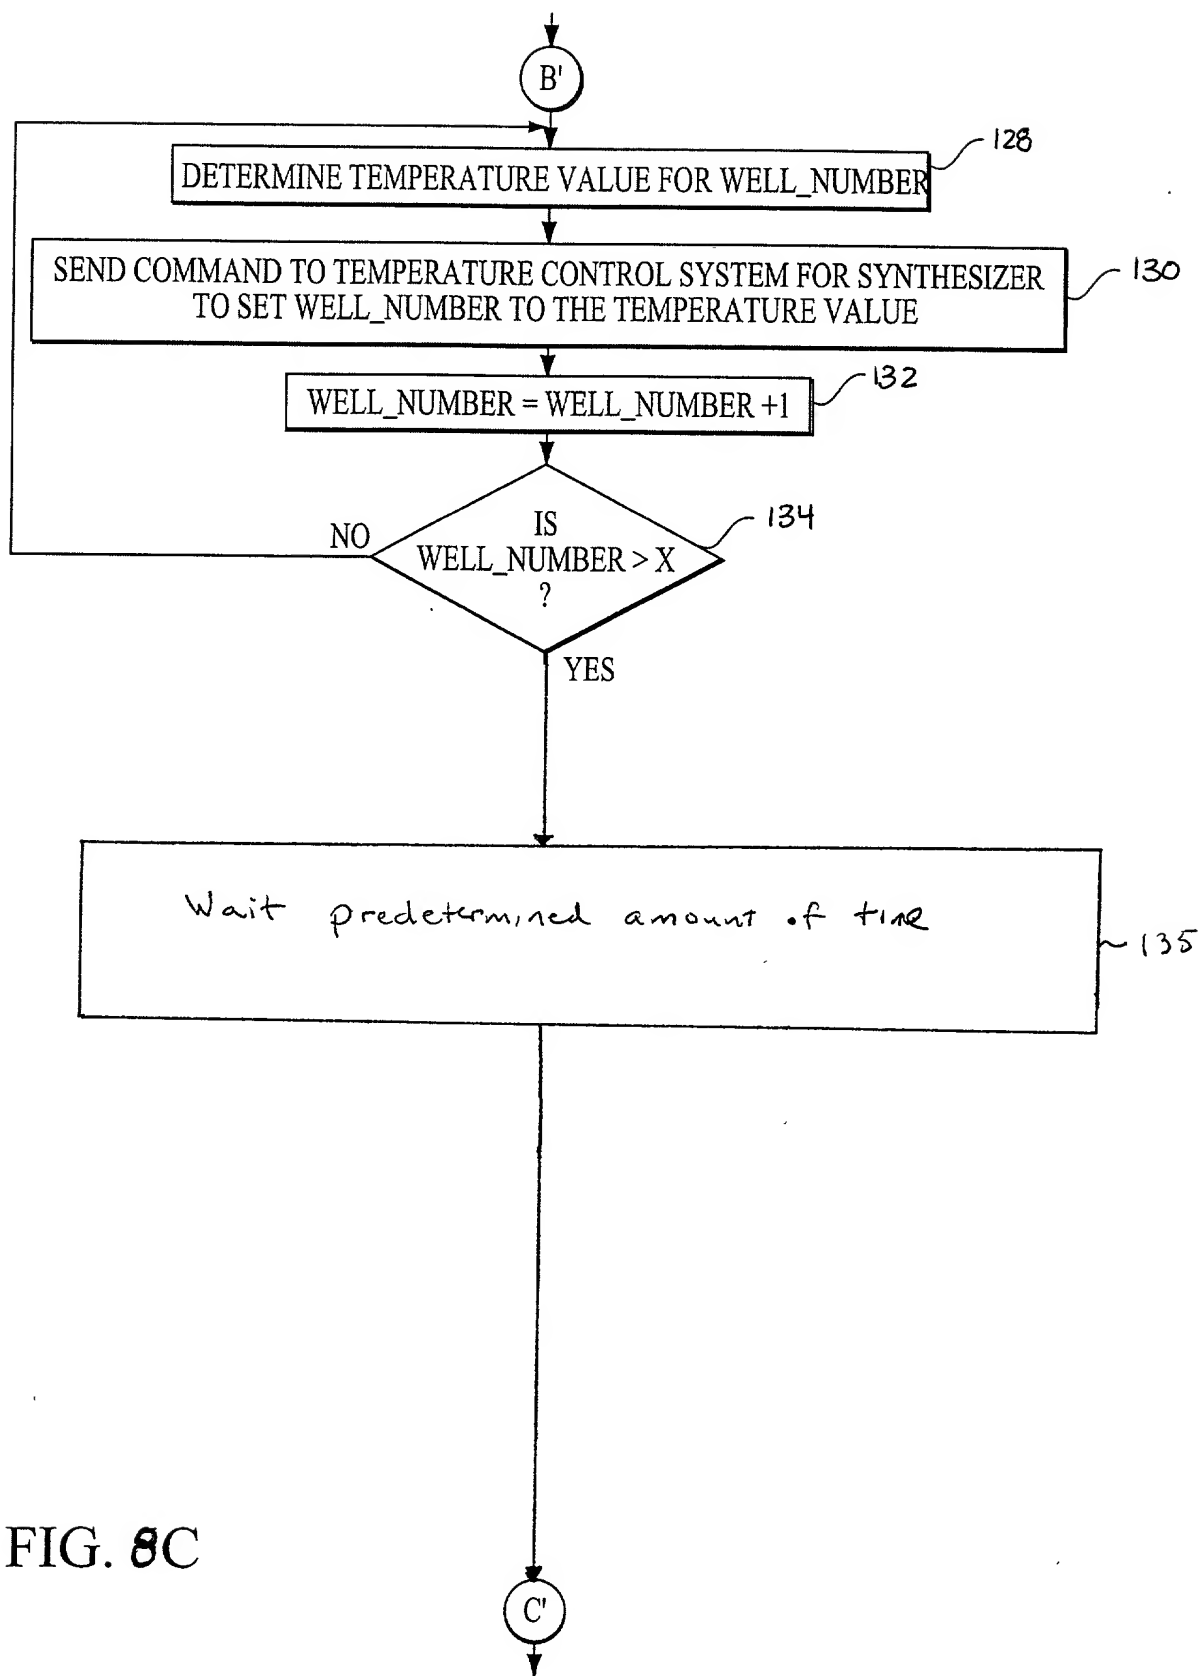 B'
128
DETERMINE TEMPERATURE VALUE FOR WELL_NUMBER
130
SEND COMMAND TO TEMPERATURE CONTROL SYSTEM FOR SYNTHESIZER
TO SET WELL_NUMBER TO THE TEMPERATURE VALUE
132
WELL_NUMBER = WELL_NUMBER +1
134
IS
NO
WELL_NUMBER > X
?
YES
Wait predetermined amount of time
135
FIG. 8C
C'